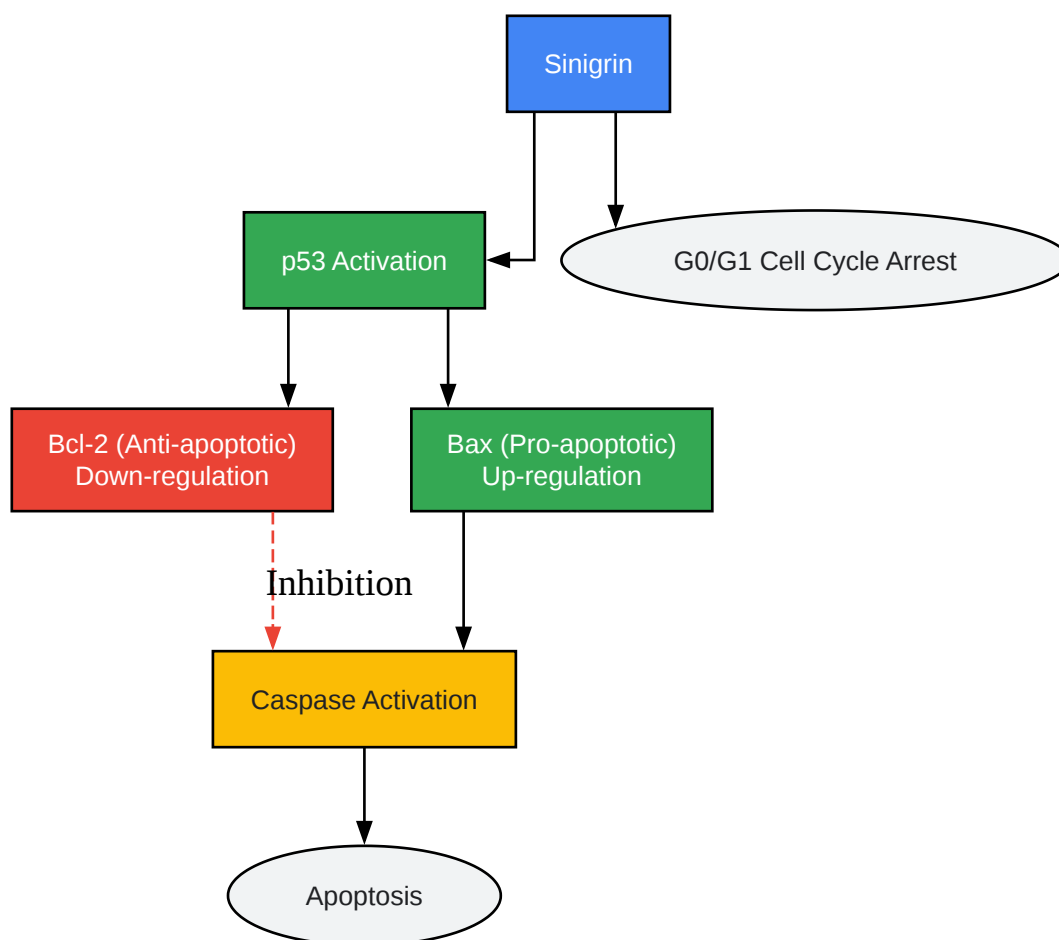 Sinigrin
p53 Activation
G0/G1 Cell Cycle Arrest
Bcl-2 (Anti-apoptotic)
Down-regulation
Bax (Pro-apoptotic)
Up-regulation
Inhibition
Caspase Activation
Apoptosis